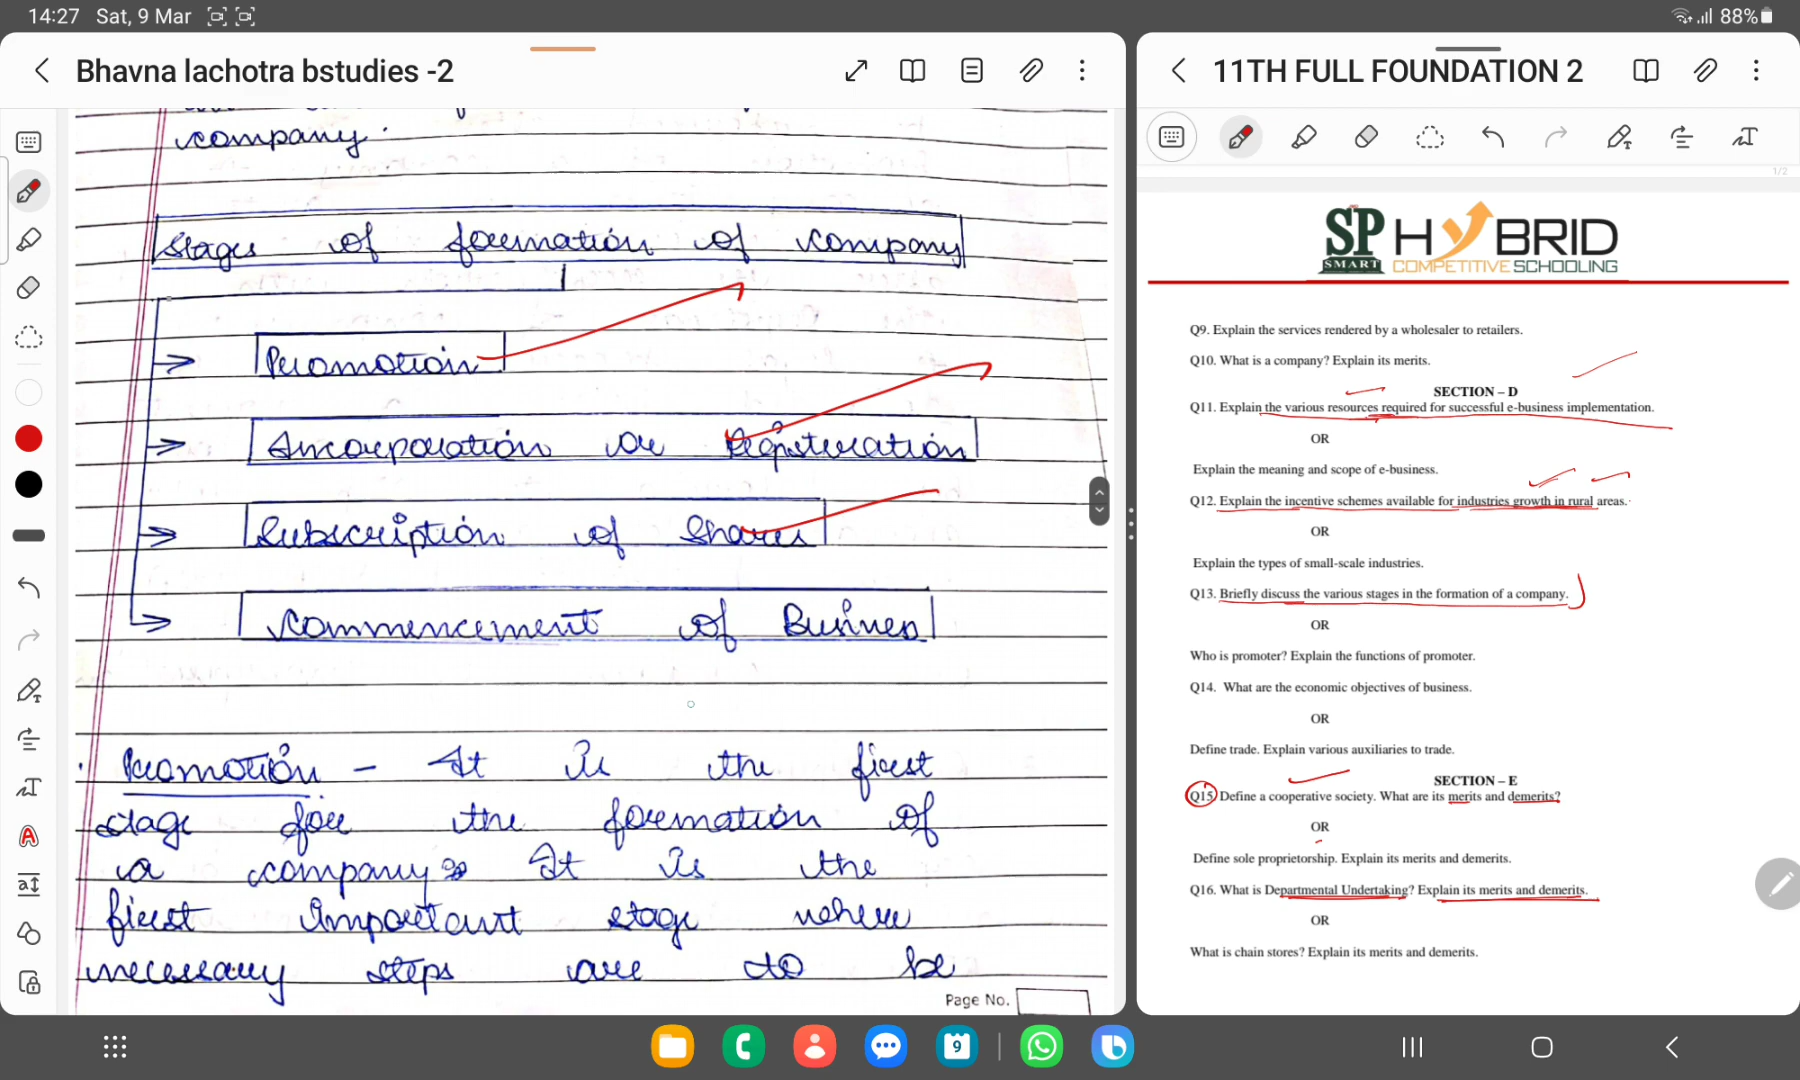 14:27 Sat, 9 Mar
88%
Bhavna lachotra bstudies -2
company.
Stages of formation of company
Promotion
Incorporation or Registration
Subscription of Shares
Commencement of Business
Promotion - It is the first
stage for the formation of
a company. It is the
first important stage where
necessary steps are to be
Page No.
11TH FULL FOUNDATION 2
1/2
SP HYBRID
SMART COMPETITIVE SCHOOLING
Q9. Explain the services rendered by a wholesaler to retailers.
Q10. What is a company? Explain its merits.
SECTION – D
Q11. Explain the various resources required for successful e-business implementation.
OR
Explain the meaning and scope of e-business.
Q12. Explain the incentive schemes available for industries growth in rural areas.
OR
Explain the types of small-scale industries.
Q13. Briefly discuss the various stages in the formation of a company.
OR
Who is promoter? Explain the functions of promoter.
Q14. What are the economic objectives of business.
OR
Define trade. Explain various auxiliaries to trade.
SECTION – E
Q15. Define a cooperative society. What are its merits and demerits?
OR
Define sole proprietorship. Explain its merits and demerits.
Q16. What is Departmental Undertaking? Explain its merits and demerits.
OR
What is chain stores? Explain its merits and demerits.
9